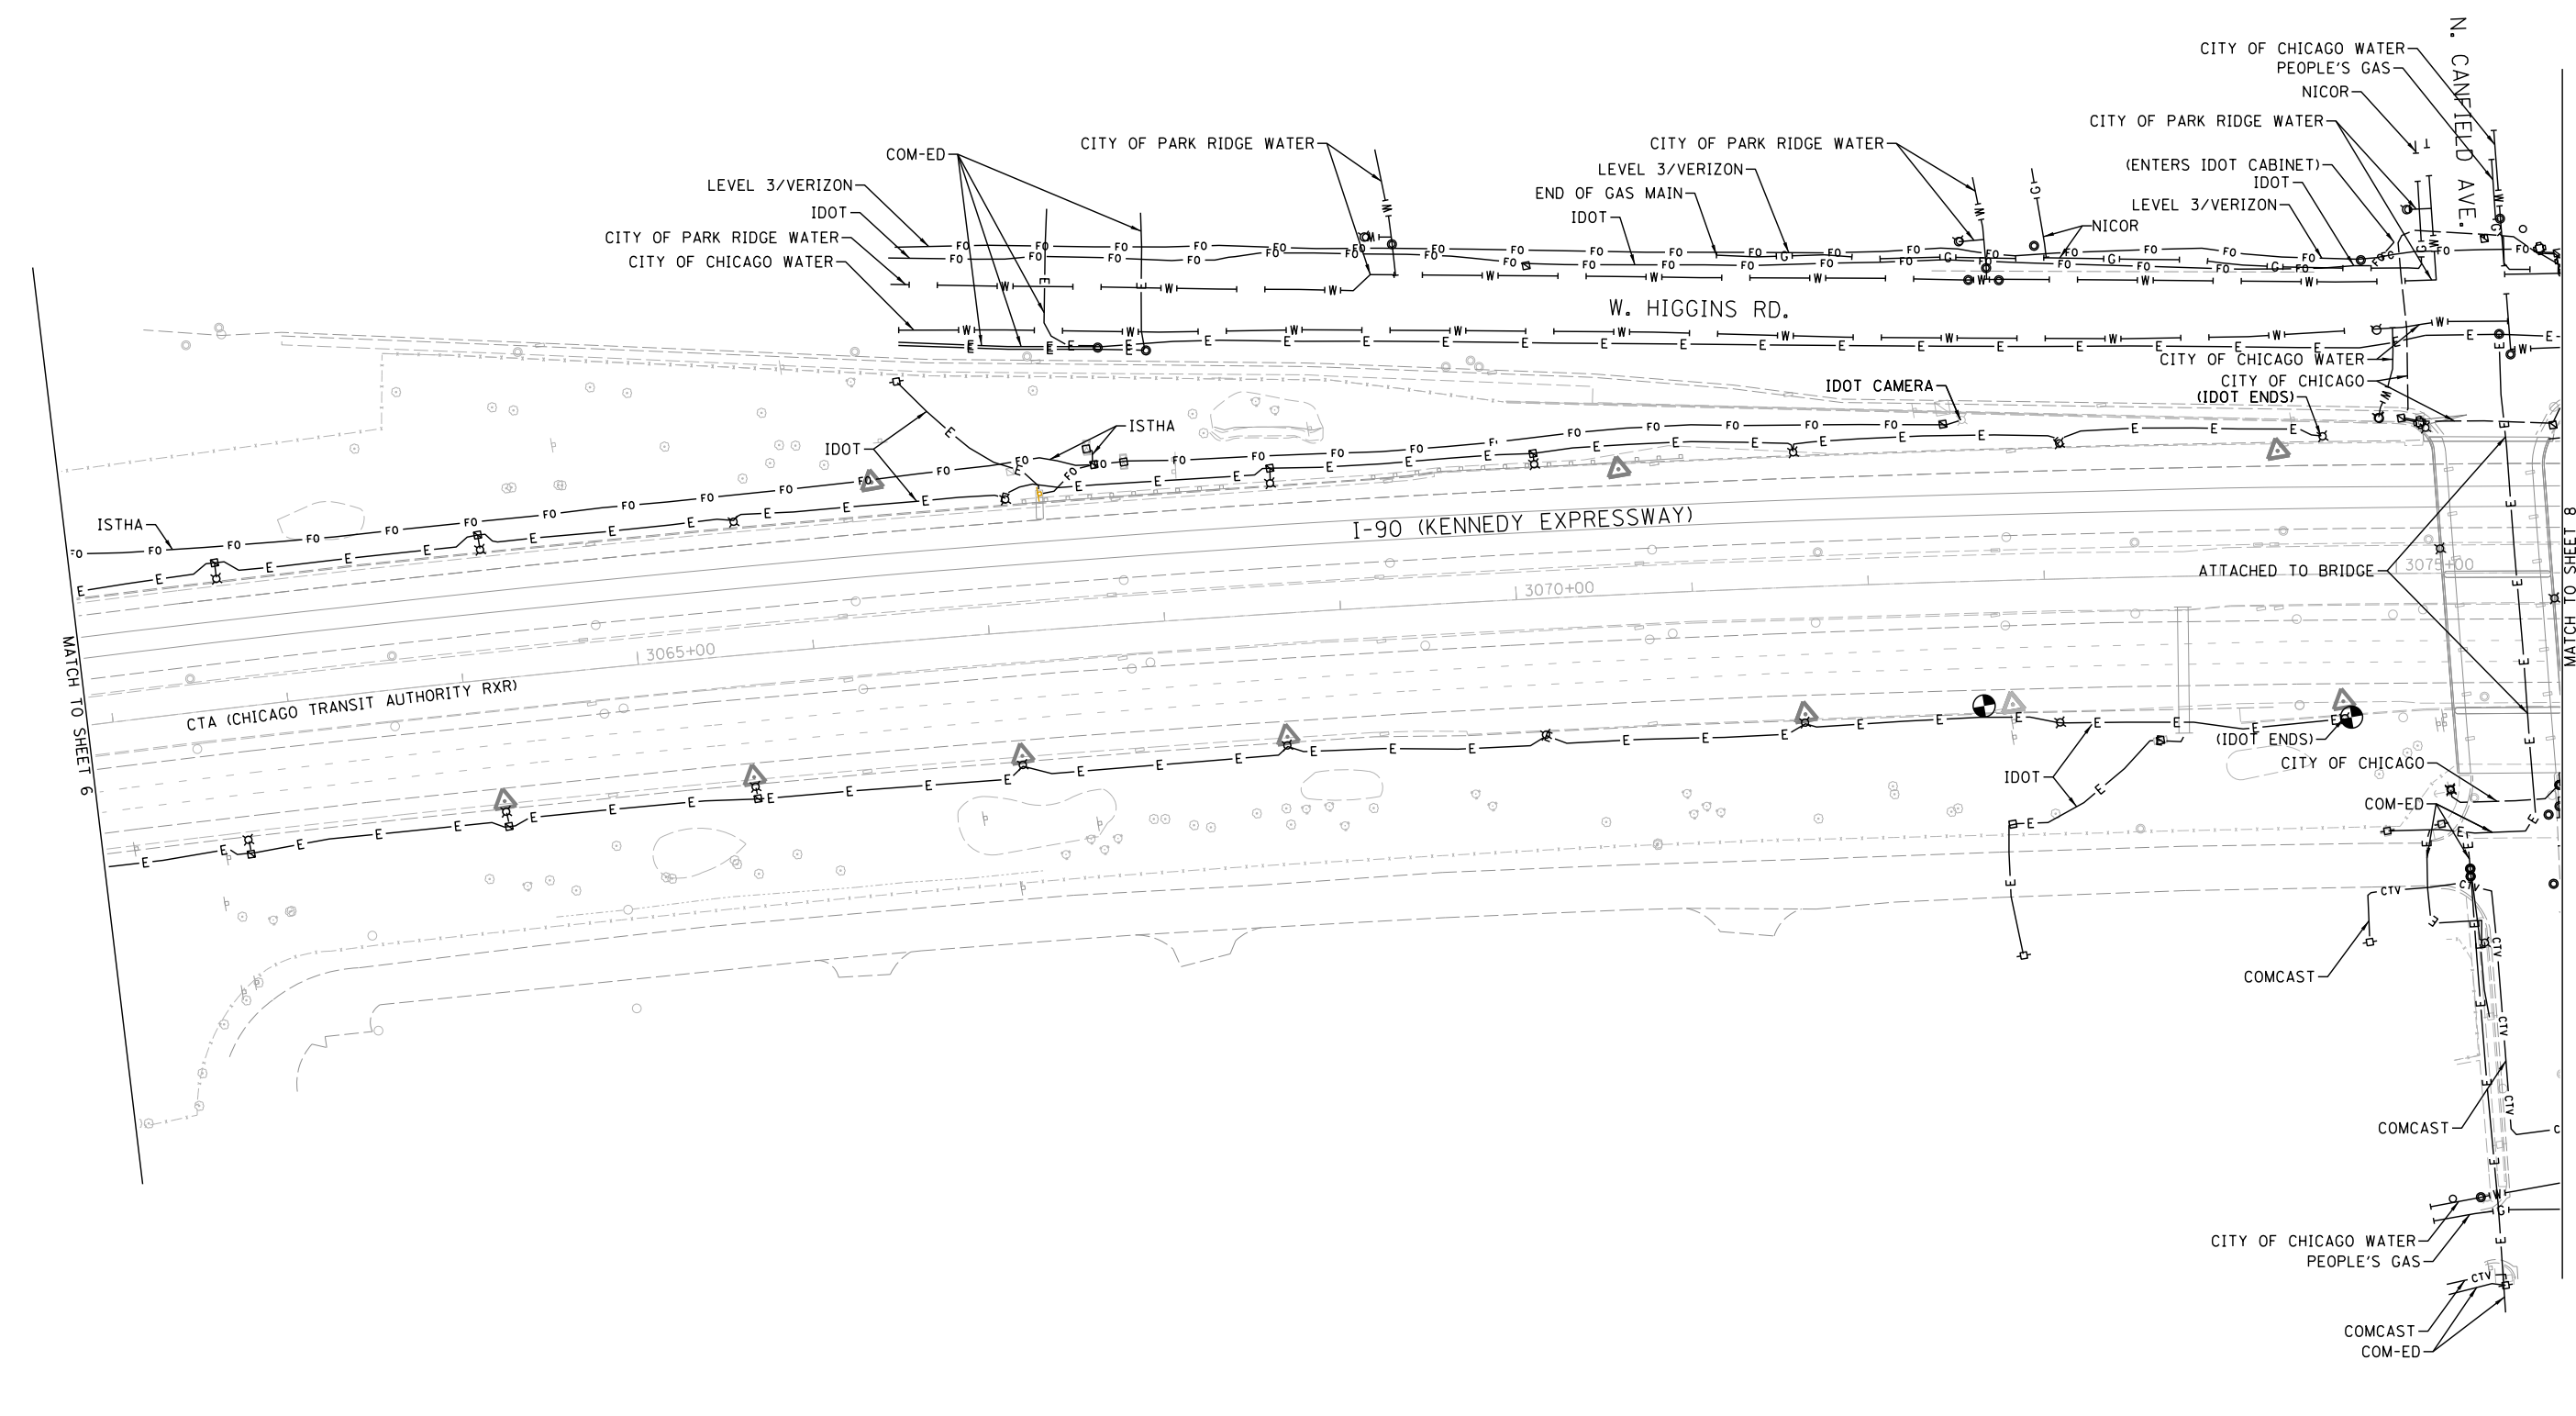 N. CANFIELD AVE.
CITY OF CHICAGO WATER
PEOPLE'S GAS
NICOR
CITY OF PARK RIDGE WATER
(ENTERS IDOT CABINET)
IDOT
LEVEL 3/VERIZON
CITY OF PARK RIDGE WATER
LEVEL 3/VERIZON
END OF GAS MAIN
IDOT
NICOR
CITY OF PARK RIDGE WATER
COM-ED
LEVEL 3/VERIZON
IDOT
CITY OF PARK RIDGE WATER
CITY OF CHICAGO WATER
W. HIGGINS RD.
CITY OF CHICAGO WATER
CITY OF CHICAGO
(IDOT ENDS)
IDOT CAMERA
ISTHA
IDOT
ISTHA
I-90 (KENNEDY EXPRESSWAY)
ATTACHED TO BRIDGE
3075+00
3070+00
3065+00
CTA (CHICAGO TRANSIT AUTHORITY RXR)
MATCH TO SHEET 6
MATCH TO SHEET 8
(IDOT ENDS)
IDOT
CITY OF CHICAGO
COM-ED
COMCAST
COMCAST
CITY OF CHICAGO WATER
PEOPLE'S GAS
COMCAST
COM-ED